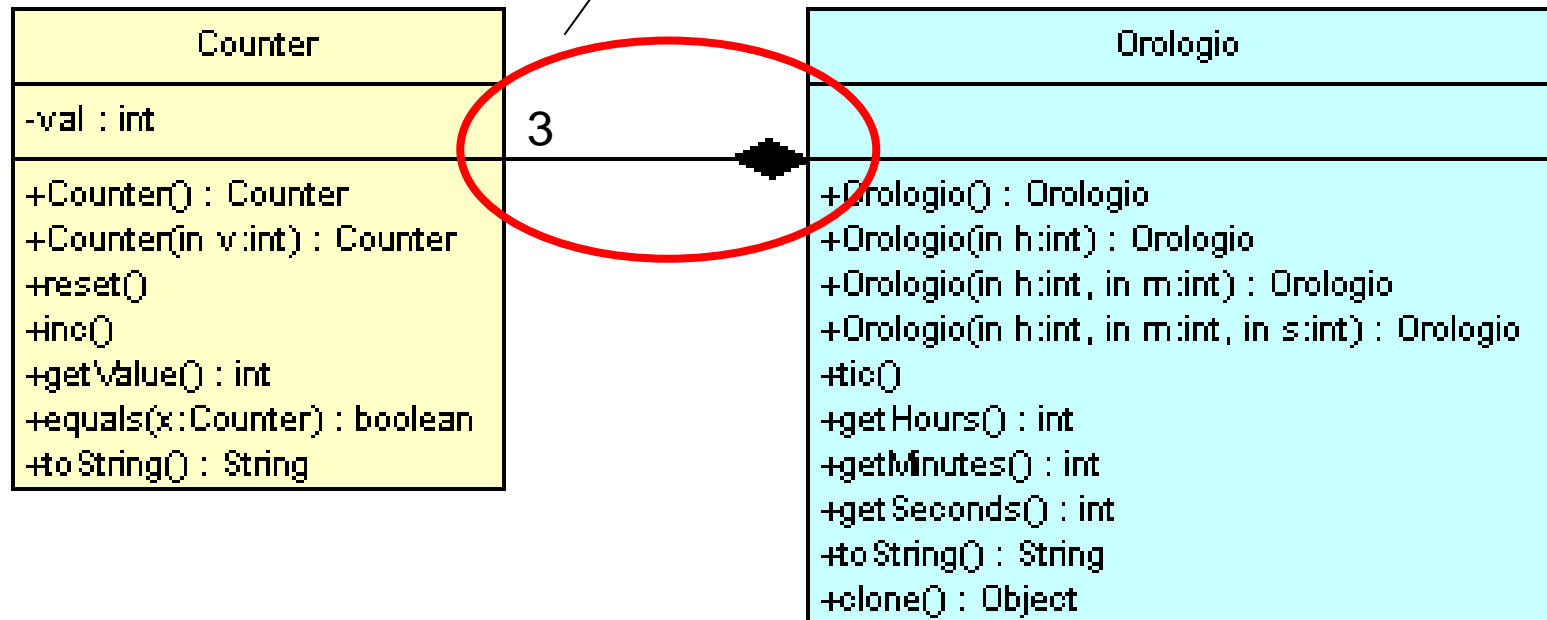 Counter
-val : int
+Counter() : Counter
+Counter(in v:int) : Counter
+reset()
+inc()
+getValue() : int
+equals(x:Counter) : boolean
+toString() : String
3
Orologio
+Orologio() : Orologio
+Orologio(in h:int) : Orologio
+Orologio(in h:int, in m:int) : Orologio
+Orologio(in h:int, in m:int, in s:int) : Orologio
+tic()
+getHours() : int
+getMinutes() : int
+getSeconds() : int
+toString() : String
+clone() : Object